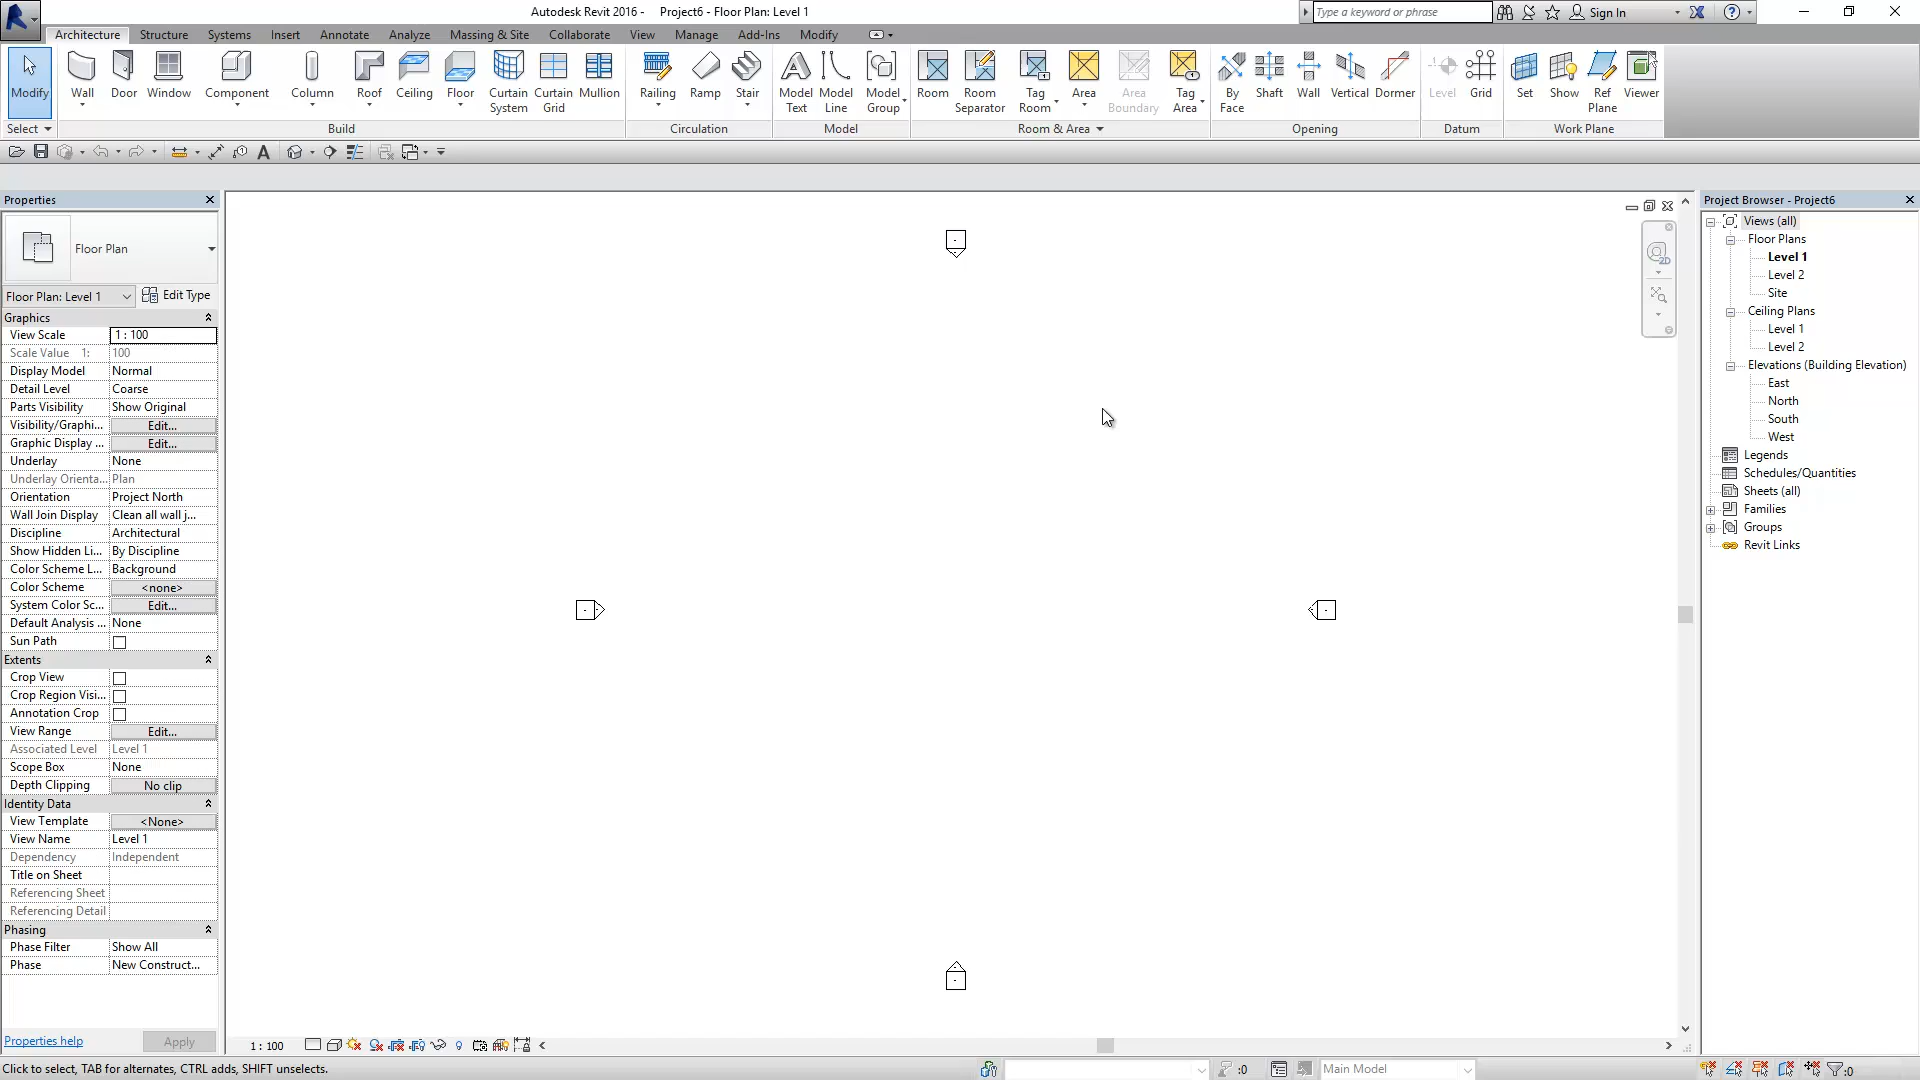 Autodesk Revit 2016 - Project6 - Floor Plan: Level 1
Type a keyword or phrase
Sign In
Architecture Structure Systems Insert Annotate Analyze Massing & Site Collaborate View Manage Add-Ins Modify
Modify
Wall
Door
Window
Component
Column
Roof
Ceiling
Floor
Curtain System
Curtain Grid
Mullion
Railing
Ramp
Stair
Model Text
Model Line
Model Group
Room
Room Separator
Tag Room
Area
Area Boundary
Tag Area
By Face
Shaft
Wall
Vertical
Dormer
Level
Grid
Set
Show
Ref Plane
Viewer
Select Build Circulation Model Room & Area Opening Datum Work Plane
Properties
Floor Plan
Floor Plan: Level 1 Edit Type
Graphics
View Scale 1 : 100
Scale Value 1: 100
Display Model Normal
Detail Level Coarse
Parts Visibility Show Original
Visibility/Graphi... Edit...
Graphic Display ... Edit...
Underlay None
Underlay Orienta... Plan
Orientation Project North
Wall Join Display Clean all wall j...
Discipline Architectural
Show Hidden Li... By Discipline
Color Scheme L... Background
Color Scheme <none>
System Color Sc... Edit...
Default Analysis ... None
Sun Path
Extents
Crop View
Crop Region Visi...
Annotation Crop
View Range Edit...
Associated Level Level 1
Scope Box None
Depth Clipping No clip
Identity Data
View Template <None>
View Name Level 1
Dependency Independent
Title on Sheet
Referencing Sheet
Referencing Detail
Phasing
Phase Filter Show All
Phase New Construct...
Properties help Apply
2D
Project Browser - Project6
Views (all)
Floor Plans
Level 1
Level 2
Site
Ceiling Plans
Level 1
Level 2
Elevations (Building Elevation)
East
North
South
West
Legends
Schedules/Quantities
Sheets (all)
Families
Groups
Revit Links
1 : 100
Click to select, TAB for alternates, CTRL adds, SHIFT unselects.
:0
Main Model
:0